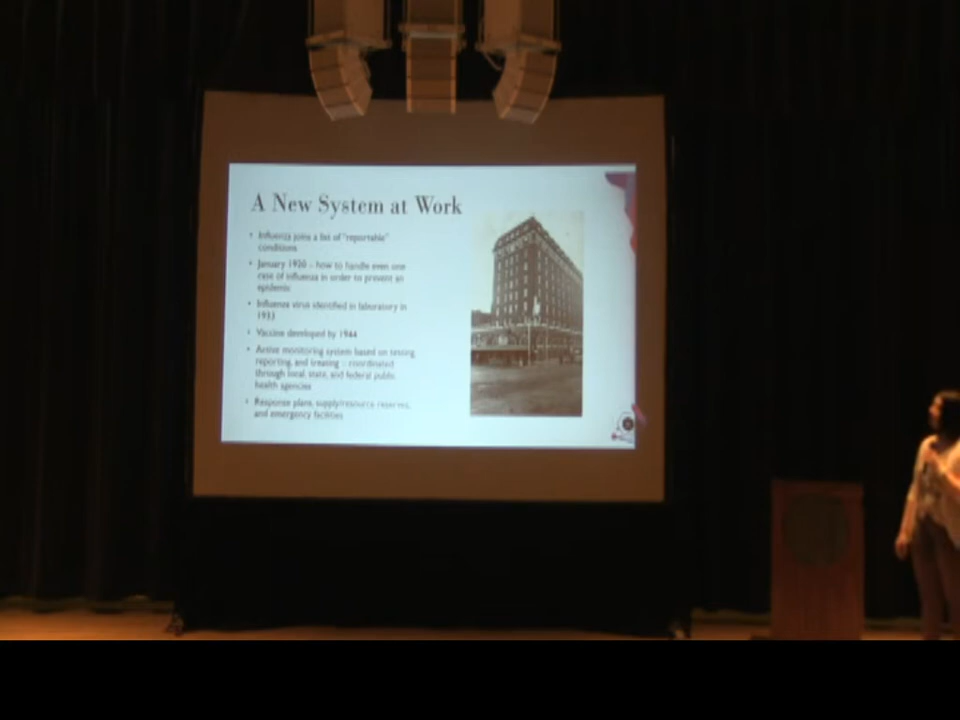 A New System at Work
• Influenza joins a list of "reportable"
conditions
• January 1920 – how to handle even one
case of influenza in order to prevent an
epidemic
• Influenza virus identified in laboratory in
1933
• Vaccine developed by 1944
• Active monitoring system based on testing,
reporting, and treating – coordinated
through local, state, and federal public
health agencies
• Response plans, supply/resource reserves,
and emergency facilities